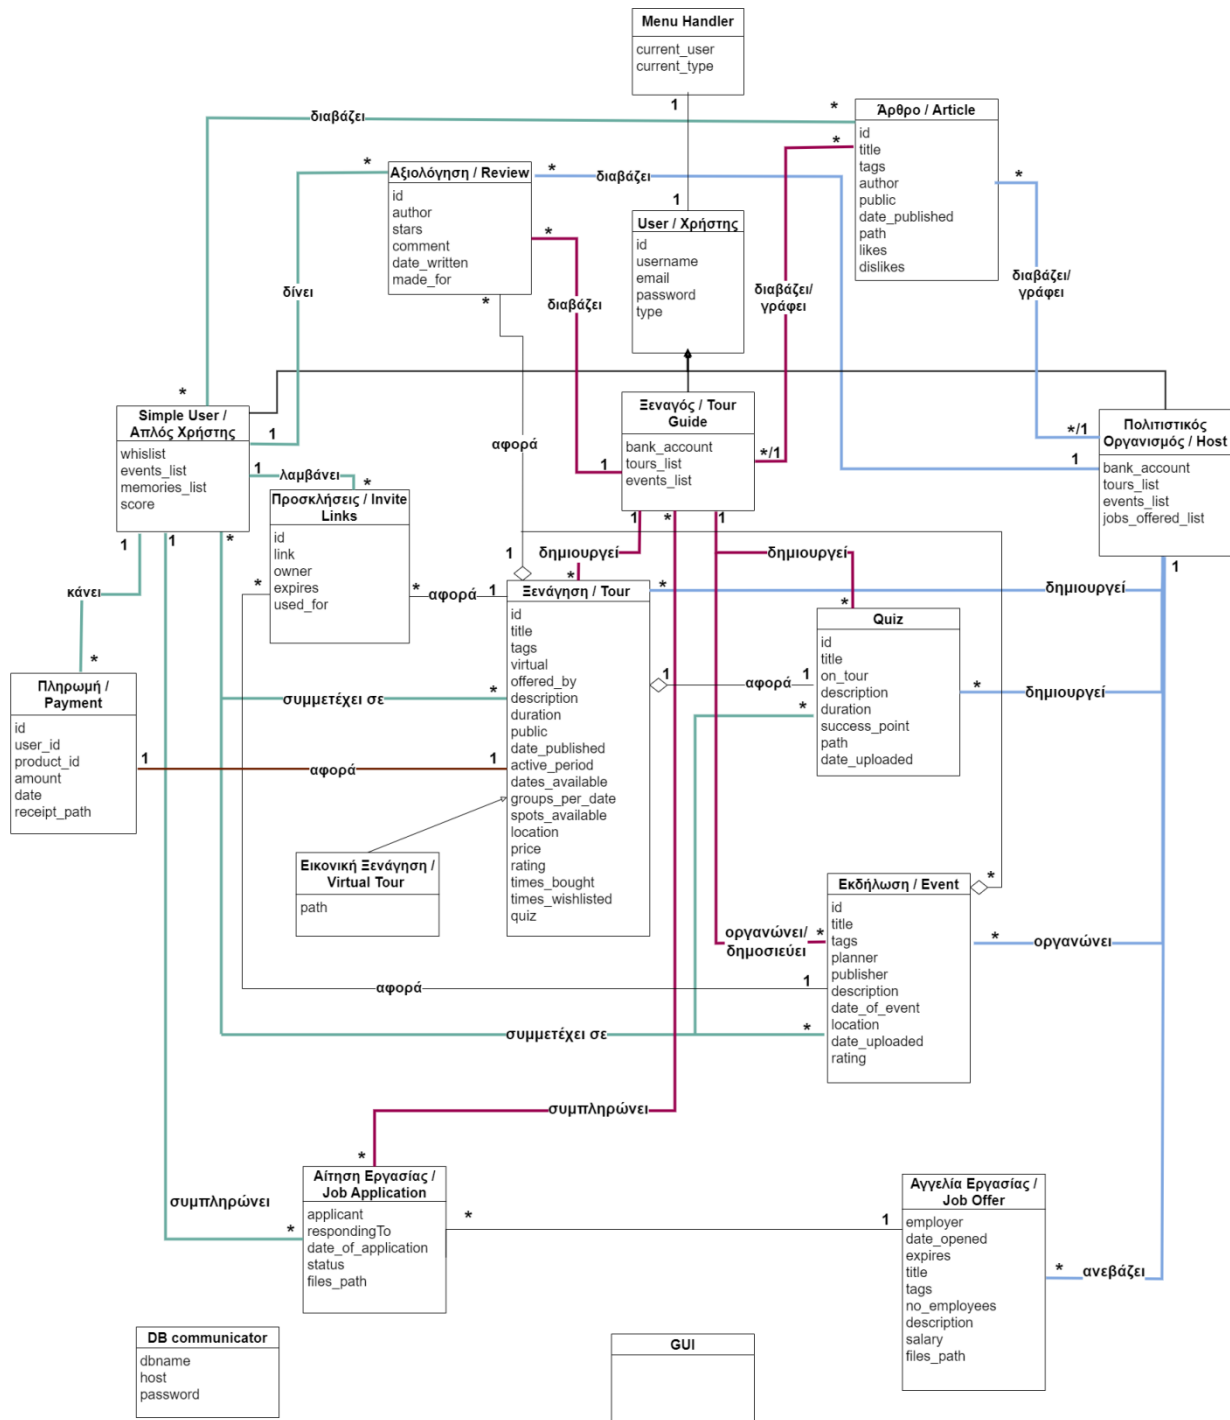 Menu Handler
current_user
current_type
1
διαβάζει
*
Άρθρο / Article
id
title
tags
author
public
date_published
path
likes
dislikes
*
*
διαβάζει/
γράφει
*/1
*
Αξιολόγηση / Review
id
author
stars
comment
date_written
made_for
*
διαβάζει
*
διαβάζει
*
1
User / Χρήστης
id
username
email
password
type
διαβάζει/
γράφει
δίνει
*
Simple User /
Απλός Χρήστης
whislist
events_list
memories_list
score
1
1
λαμβάνει
*
αφορά
Ξεναγός / Tour
Guide
bank_account
tours_list
events_list
1
*/1
Πολιτιστικός
Οργανισμός / Host
bank_account
tours_list
events_list
jobs_offered_list
1
1
1
1
*
1
*
1
Προσκλήσεις / Invite
Links
id
link
owner
expires
used_for
*
*
αφορά
1
1
δημιουργεί
*
δημιουργεί
*
*
δημιουργεί
κάνει
*
Ξενάγηση / Tour
id
title
tags
virtual
offered_by
description
duration
public
date_published
active_period
dates_available
groups_per_date
spots_available
location
price
rating
times_bought
times_wishlisted
quiz
Quiz
id
title
on_tour
description
duration
success_point
path
date_uploaded
1
αφορά
1
*
δημιουργεί
*
Πληρωμή /
Payment
id
user_id
product_id
amount
date
receipt_path
συμμετέχει σε
*
1
αφορά
1
Εικονική Ξενάγηση /
Virtual Tour
path
Εκδήλωση / Event
id
title
tags
planner
publisher
description
date_of_event
location
date_uploaded
rating
*
οργανώνει/
δημοσιεύει
*
*
οργανώνει
αφορά
1
συμμετέχει σε
*
συμπληρώνει
*
Αίτηση Εργασίας /
Job Application
applicant
respondingTo
date_of_application
status
files_path
συμπληρώνει
*
*
1
Αγγελία Εργασίας /
Job Offer
employer
date_opened
expires
title
tags
no_employees
description
salary
files_path
*
ανεβάζει
DB communicator
dbname
host
password
GUI